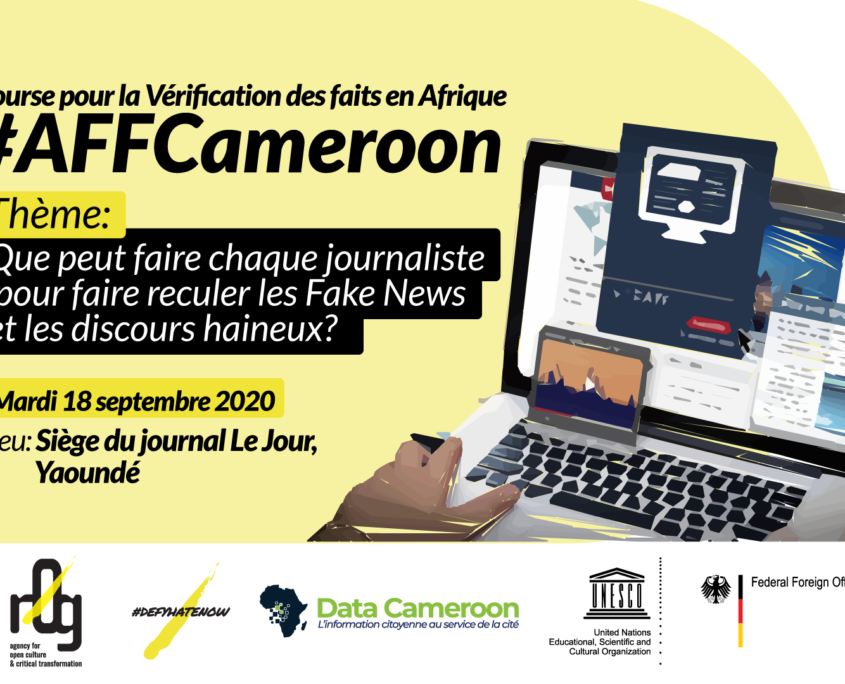 ourse pour la Vérification des faits en Afrique
#AFFCameroon
Thème:
Que peut faire chaque journaliste
pour faire reculer les Fake News
et les discours haineux?
Mardi 18 septembre 2020
eu: Siège du journal Le Jour,
Yaoundé
r0g
agency for
open culture
& critical transformation
#DEFYHATENOW
Data Cameroon
L'information citoyenne au service de la cité
UNESCO
United Nations
Educational, Scientific and
Cultural Organization
Federal Foreign Off